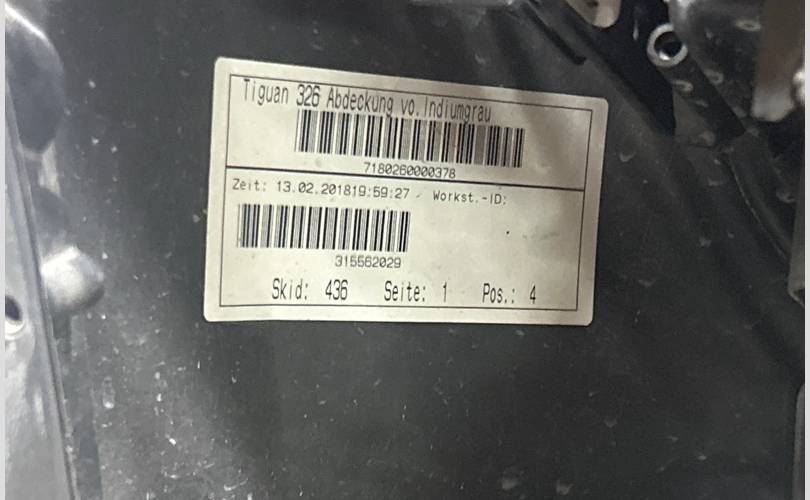 Tiguan 326 Abdeckung vo.Indiumgrau
7180260000378
Zeit: 13.02.201819:59:27 Workst.-ID:
315562029
Skid: 436 Seite: 1 Pos.: 4